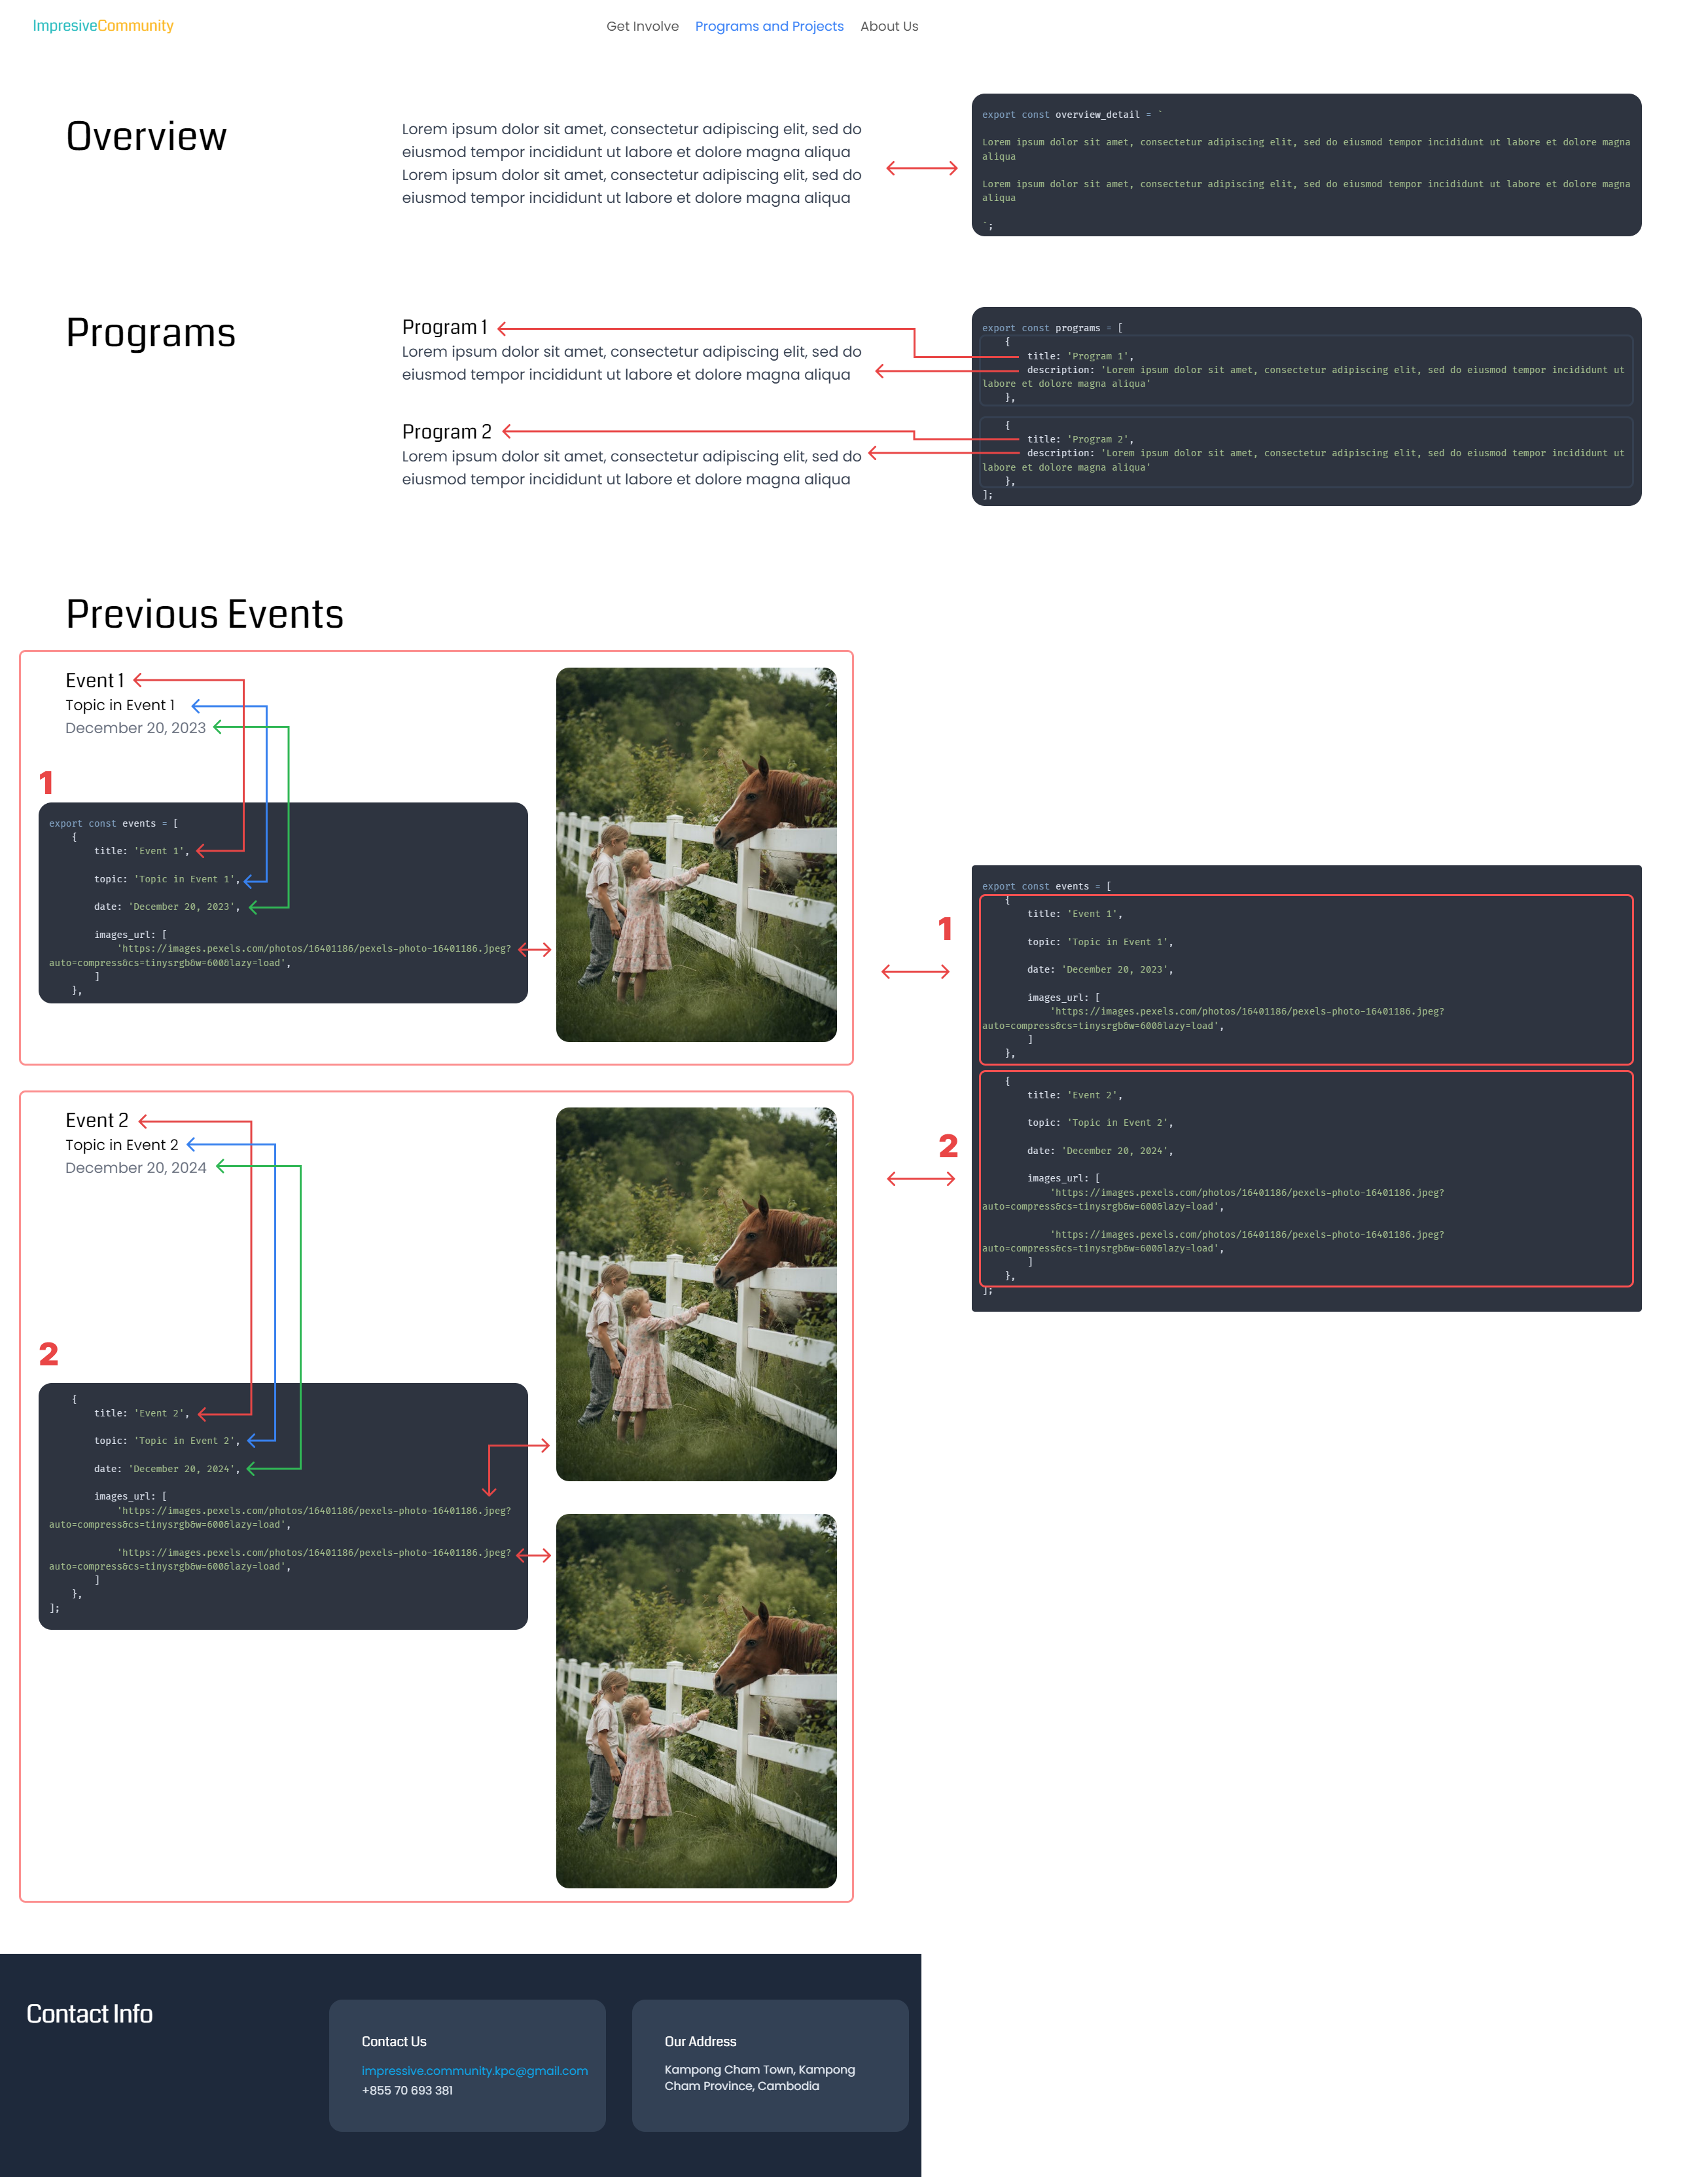 ImpresiveCommunity
Get Involve Programs and Projects About Us
Overview
Lorem ipsum dolor sit amet, consectetur adipiscing elit, sed do
eiusmod tempor incididunt ut labore et dolore magna aliqua
Lorem ipsum dolor sit amet, consectetur adipiscing elit, sed do
eiusmod tempor incididunt ut labore et dolore magna aliqua
export const overview_detail = `
Lorem ipsum dolor sit amet, consectetur adipiscing elit, sed do eiusmod tempor incididunt ut labore et dolore magna
aliqua
Lorem ipsum dolor sit amet, consectetur adipiscing elit, sed do eiusmod tempor incididunt ut labore et dolore magna
aliqua
`;
Programs
Program 1
Lorem ipsum dolor sit amet, consectetur adipiscing elit, sed do
eiusmod tempor incididunt ut labore et dolore magna aliqua
Program 2
Lorem ipsum dolor sit amet, consectetur adipiscing elit, sed do
eiusmod tempor incididunt ut labore et dolore magna aliqua
export const programs = [
{
title: 'Program 1',
description: 'Lorem ipsum dolor sit amet, consectetur adipiscing elit, sed do eiusmod tempor incididunt ut
labore et dolore magna aliqua'
},
{
title: 'Program 2',
description: 'Lorem ipsum dolor sit amet, consectetur adipiscing elit, sed do eiusmod tempor incididunt ut
labore et dolore magna aliqua'
},
];
Previous Events
Event 1
Topic in Event 1
December 20, 2023
1
export const events = [
{
title: 'Event 1',
topic: 'Topic in Event 1',
date: 'December 20, 2023',
images_url: [
'https://images.pexels.com/photos/16401186/pexels-photo-16401186.jpeg?
auto=compress&cs=tinysrgb&w=600&lazy=load',
]
},
Event 2
Topic in Event 2
December 20, 2024
2
{
title: 'Event 2',
topic: 'Topic in Event 2',
date: 'December 20, 2024',
images_url: [
'https://images.pexels.com/photos/16401186/pexels-photo-16401186.jpeg?
auto=compress&cs=tinysrgb&w=600&lazy=load',
'https://images.pexels.com/photos/16401186/pexels-photo-16401186.jpeg?
auto=compress&cs=tinysrgb&w=600&lazy=load',
]
},
];
1
2
export const events = [
{
title: 'Event 1',
topic: 'Topic in Event 1',
date: 'December 20, 2023',
images_url: [
'https://images.pexels.com/photos/16401186/pexels-photo-16401186.jpeg?
auto=compress&cs=tinysrgb&w=600&lazy=load',
]
},
{
title: 'Event 2',
topic: 'Topic in Event 2',
date: 'December 20, 2024',
images_url: [
'https://images.pexels.com/photos/16401186/pexels-photo-16401186.jpeg?
auto=compress&cs=tinysrgb&w=600&lazy=load',
'https://images.pexels.com/photos/16401186/pexels-photo-16401186.jpeg?
auto=compress&cs=tinysrgb&w=600&lazy=load',
]
},
];
Contact Info
Contact Us
impressive.community.kpc@gmail.com
+855 70 693 381
Our Address
Kampong Cham Town, Kampong
Cham Province, Cambodia